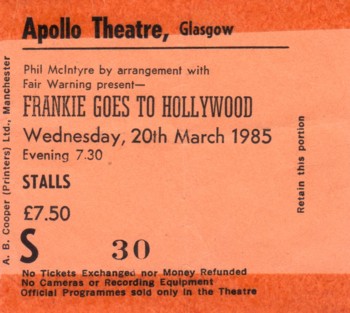 Apollo Theatre, Glasgow
Phil McIntyre by arrangement with
Fair Warning present—
FRANKIE GOES TO HOLLYWOOD
Wednesday, 20th March 1985
Evening 7.30
STALLS
£7.50
S 30
No Tickets Exchanged nor Money Refunded
No Cameras or Recording Equipment
Official Programmes sold only in the Theatre
A. B. Cooper (Printers) Ltd., Manchester
Retain this portion